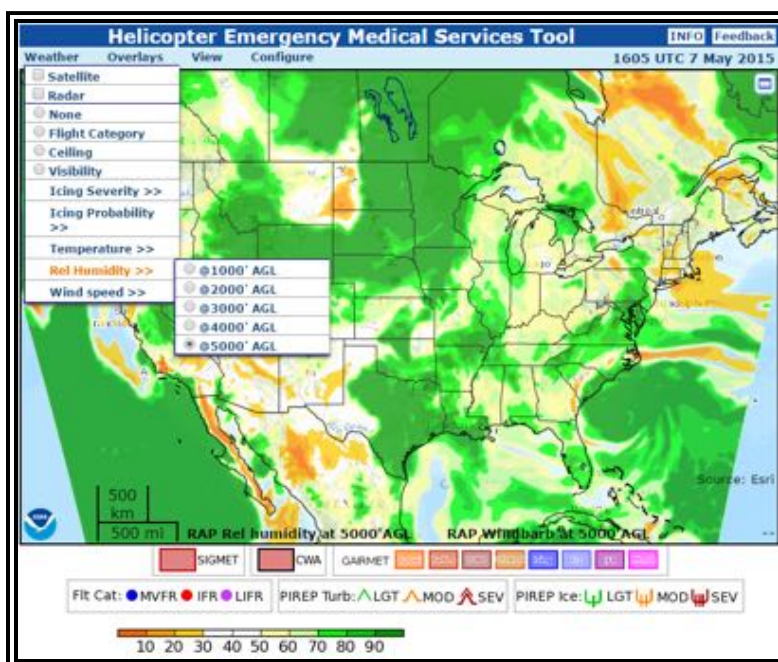 Helicopter Emergency Medical Services Tool INFO Feedback
Weather Overlays View Configure 1605 UTC 7 May 2015
Satellite
Radar
None
Flight Category
Ceiling
Visibility
Icing Severity >>
Icing Probability
>>
Temperature >>
Rel Humidity >>
Wind speed >>
@1000' AGL
@2000' AGL
@3000' AGL
@4000' AGL
@5000' AGL
Source: Esri
500
km
500 mi
RAP Rel humidity at 5000'AGL RAP Windbarb at 5000'AGL
SIGMET CWA GAIRMET
Flt Cat: MVFR IFR LIFR PIREP Turb: LGT MOD SEV PIREP Ice: LGT MOD SEV
10 20 30 40 50 60 70 80 90